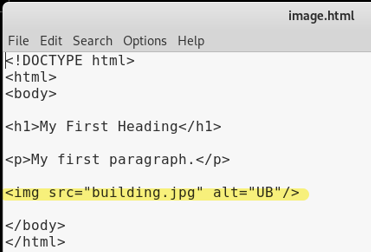 image.html
File Edit Search Options Help
<!DOCTYPE html>
<html>
<body>
<h1>My First Heading</h1>
<p>My first paragraph.</p>
<img src="building.jpg" alt="UB"/>
</body>
</html>